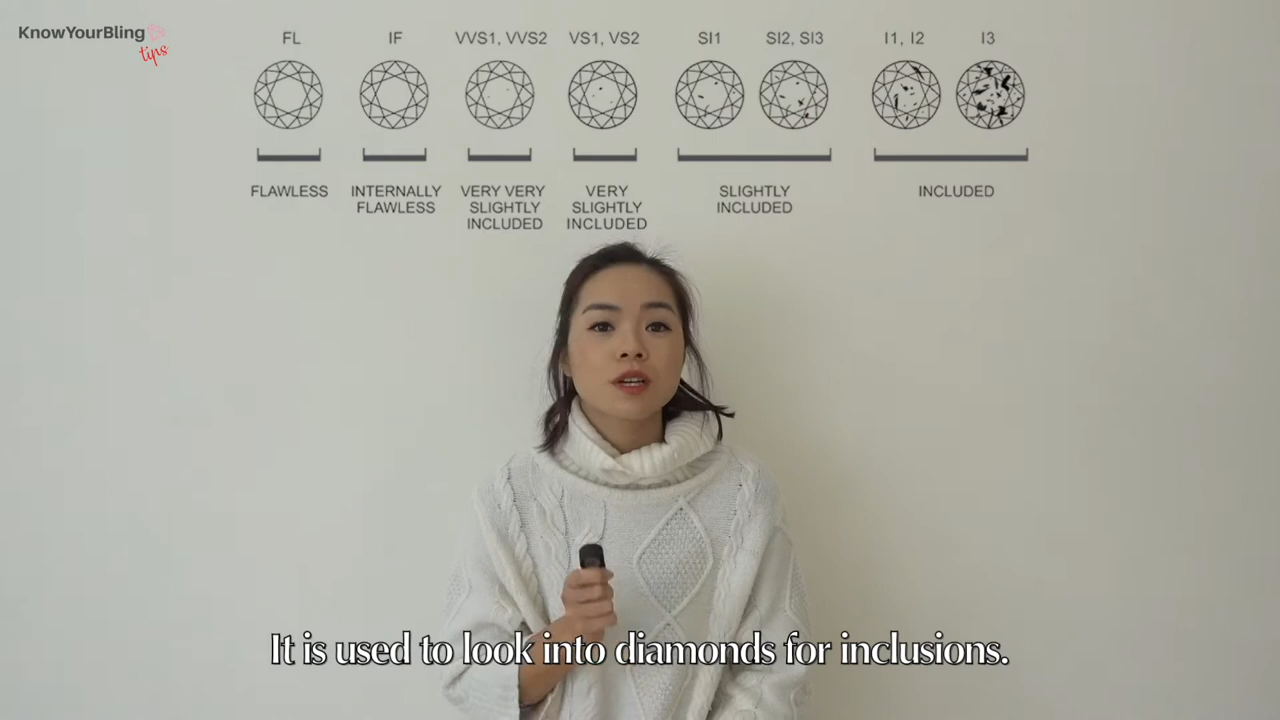 KnowYourBling
tips
FL
IF
VVS1, VVS2
VS1, VS2
SI1
SI2, SI3
I1, I2
I3
FLAWLESS
INTERNALLY
FLAWLESS
VERY VERY
SLIGHTLY
INCLUDED
VERY
SLIGHTLY
INCLUDED
SLIGHTLY
INCLUDED
INCLUDED
It is used to look into diamonds for inclusions.